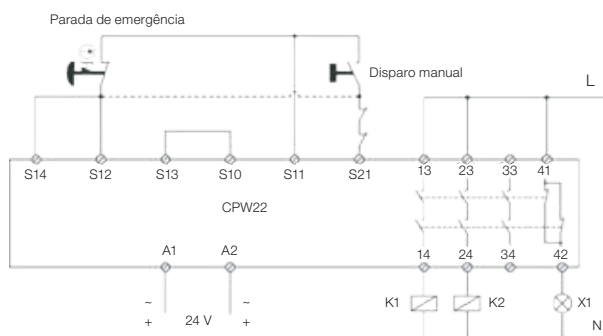 Parada de emergência
Disparo manual
L
S14 S12 S13 S10 S11 S21 13 23 33 41
CPW22
A1 A2 14 24 34 42
~ ~ K1 K2 X1
+ 24 V + N